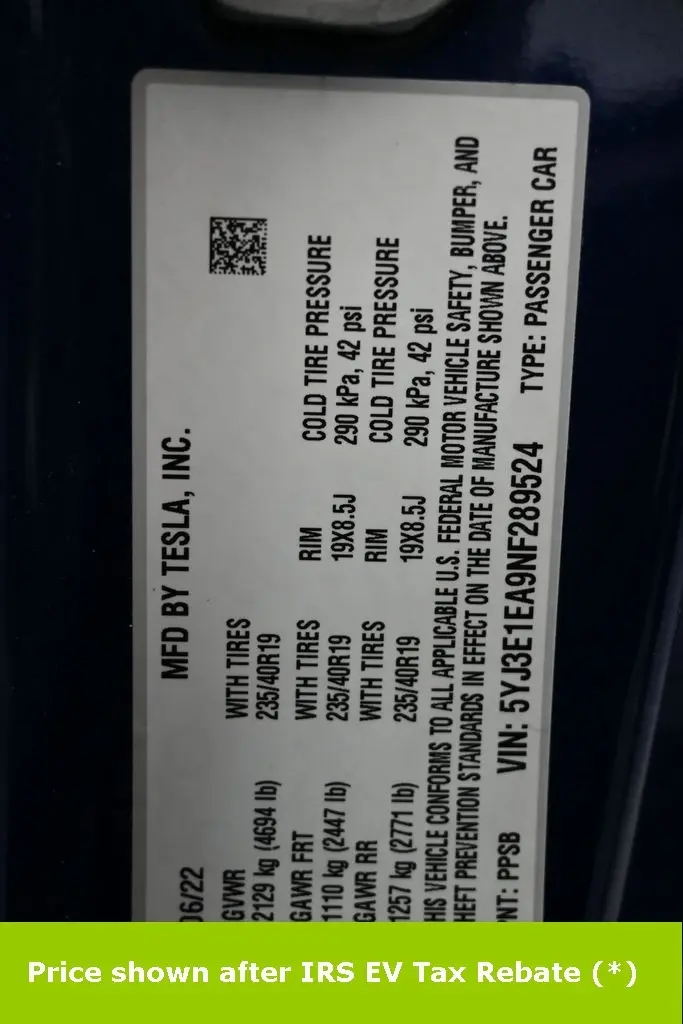 MFD BY TESLA, INC.
06/22
GVWR WITH TIRES
2129 kg (4694 lb) 235/40R19
GAWR FRT WITH TIRES RIM COLD TIRE PRESSURE
1110 kg (2447 lb) 235/40R19 19X8.5J 290 kPa, 42 psi
GAWR RR WITH TIRES RIM COLD TIRE PRESSURE
1257 kg (2771 lb) 235/40R19 19X8.5J 290 kPa, 42 psi
HIS VEHICLE CONFORMS TO ALL APPLICABLE U.S. FEDERAL MOTOR VEHICLE SAFETY, BUMPER, AND
HEFT PREVENTION STANDARDS IN EFFECT ON THE DATE OF MANUFACTURE SHOWN ABOVE.
PNT: PPSB VIN: 5YJ3E1EA9NF289524 TYPE: PASSENGER CAR
Price shown after IRS EV Tax Rebate (*)